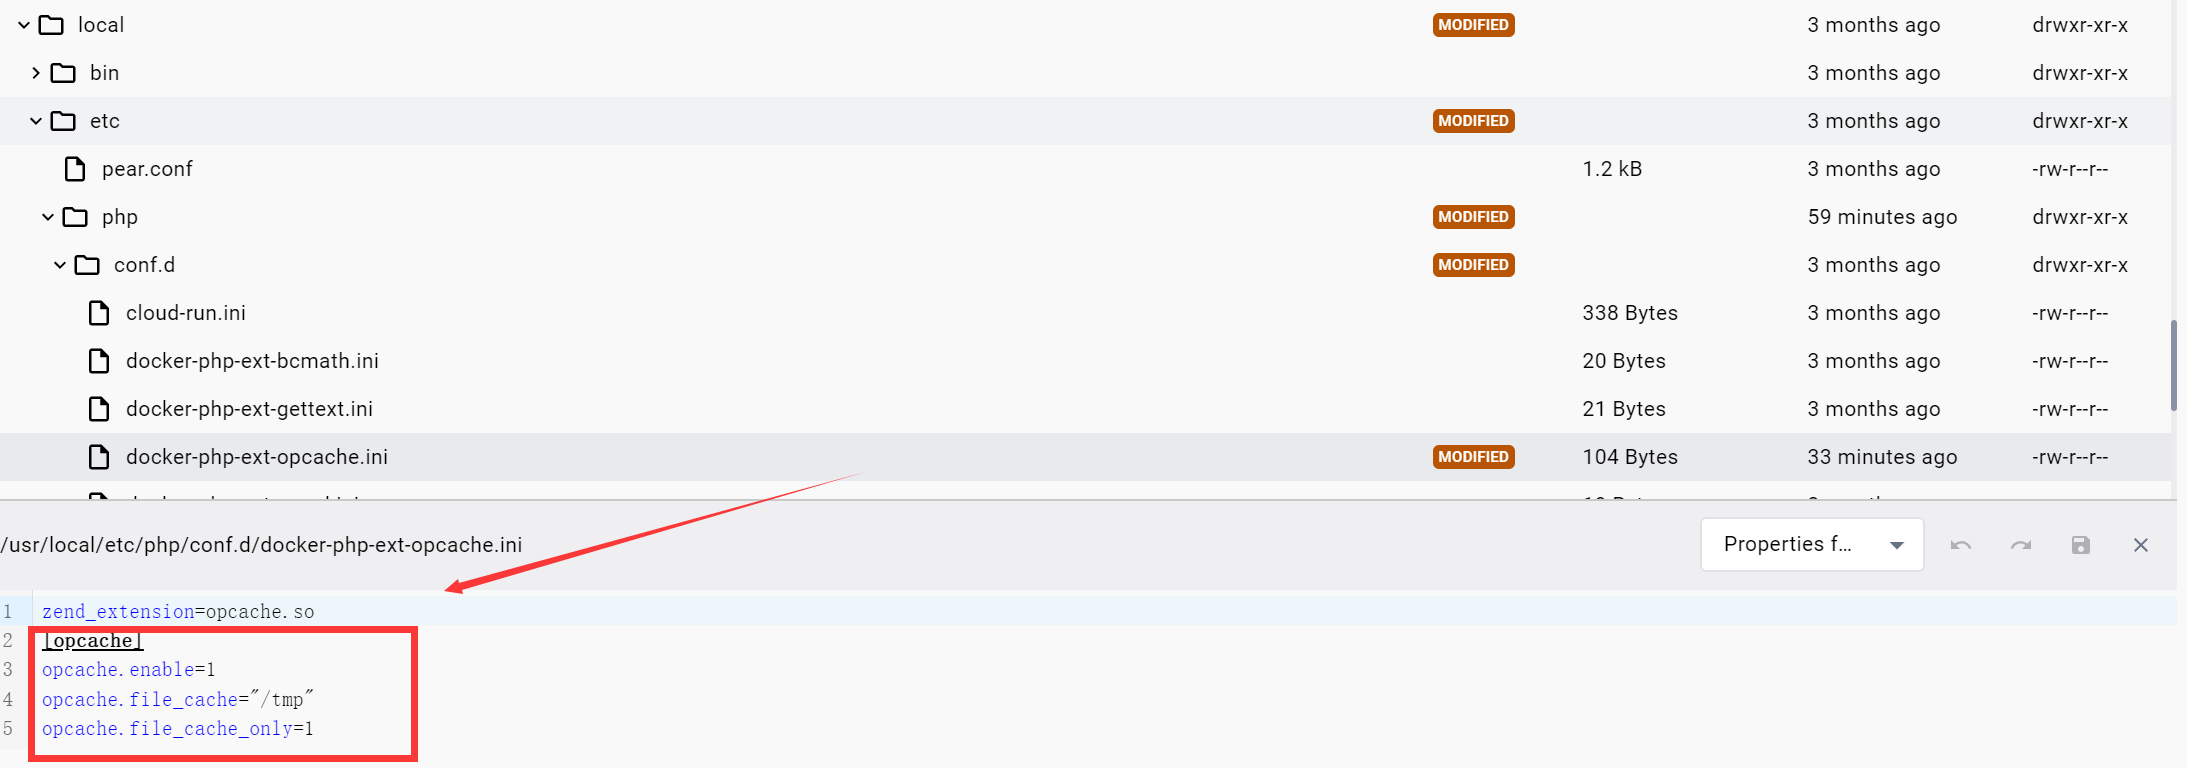 local MODIFIED 3 months ago drwxr-xr-x
bin 3 months ago drwxr-xr-x
etc MODIFIED 3 months ago drwxr-xr-x
pear.conf 1.2 kB 3 months ago -rw-r--r--
php MODIFIED 59 minutes ago drwxr-xr-x
conf.d MODIFIED 3 months ago drwxr-xr-x
cloud-run.ini 338 Bytes 3 months ago -rw-r--r--
docker-php-ext-bcmath.ini 20 Bytes 3 months ago -rw-r--r--
docker-php-ext-gettext.ini 21 Bytes 3 months ago -rw-r--r--
docker-php-ext-opcache.ini MODIFIED 104 Bytes 33 minutes ago -rw-r--r--
/usr/local/etc/php/conf.d/docker-php-ext-opcache.ini Properties f...
1 zend_extension=opcache.so
2 [opcache]
3 opcache.enable=1
4 opcache.file_cache="/tmp"
5 opcache.file_cache_only=1